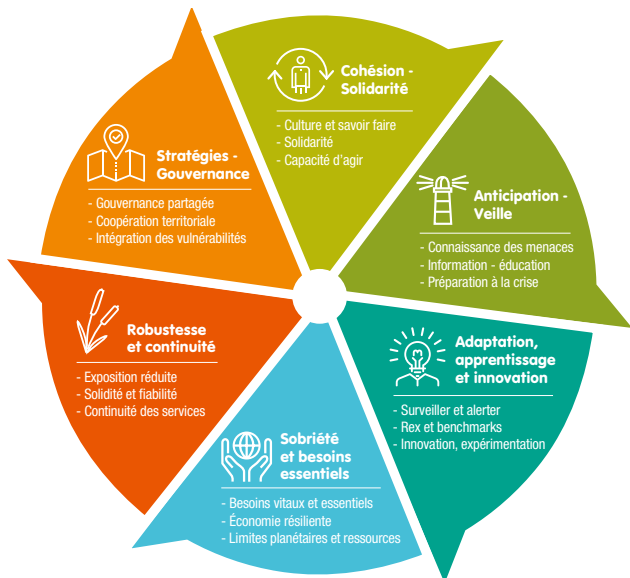 Cohésion -
Solidarité
- Culture et savoir faire
- Solidarité
- Capacité d'agir
Anticipation -
Veille
- Connaissance des menaces
- Information - éducation
- Préparation à la crise
Adaptation,
apprentissage
et innovation
- Surveiller et alerter
- Rex et benchmarks
- Innovation, expérimentation
Sobriété
et besoins
essentiels
- Besoins vitaux et essentiels
- Économie résiliente
- Limites planétaires et ressources
Robustesse
et continuité
- Exposition réduite
- Solidité et fiabilité
- Continuité des services
Stratégies -
Gouvernance
- Gouvernance partagée
- Coopération territoriale
- Intégration des vulnérabilités